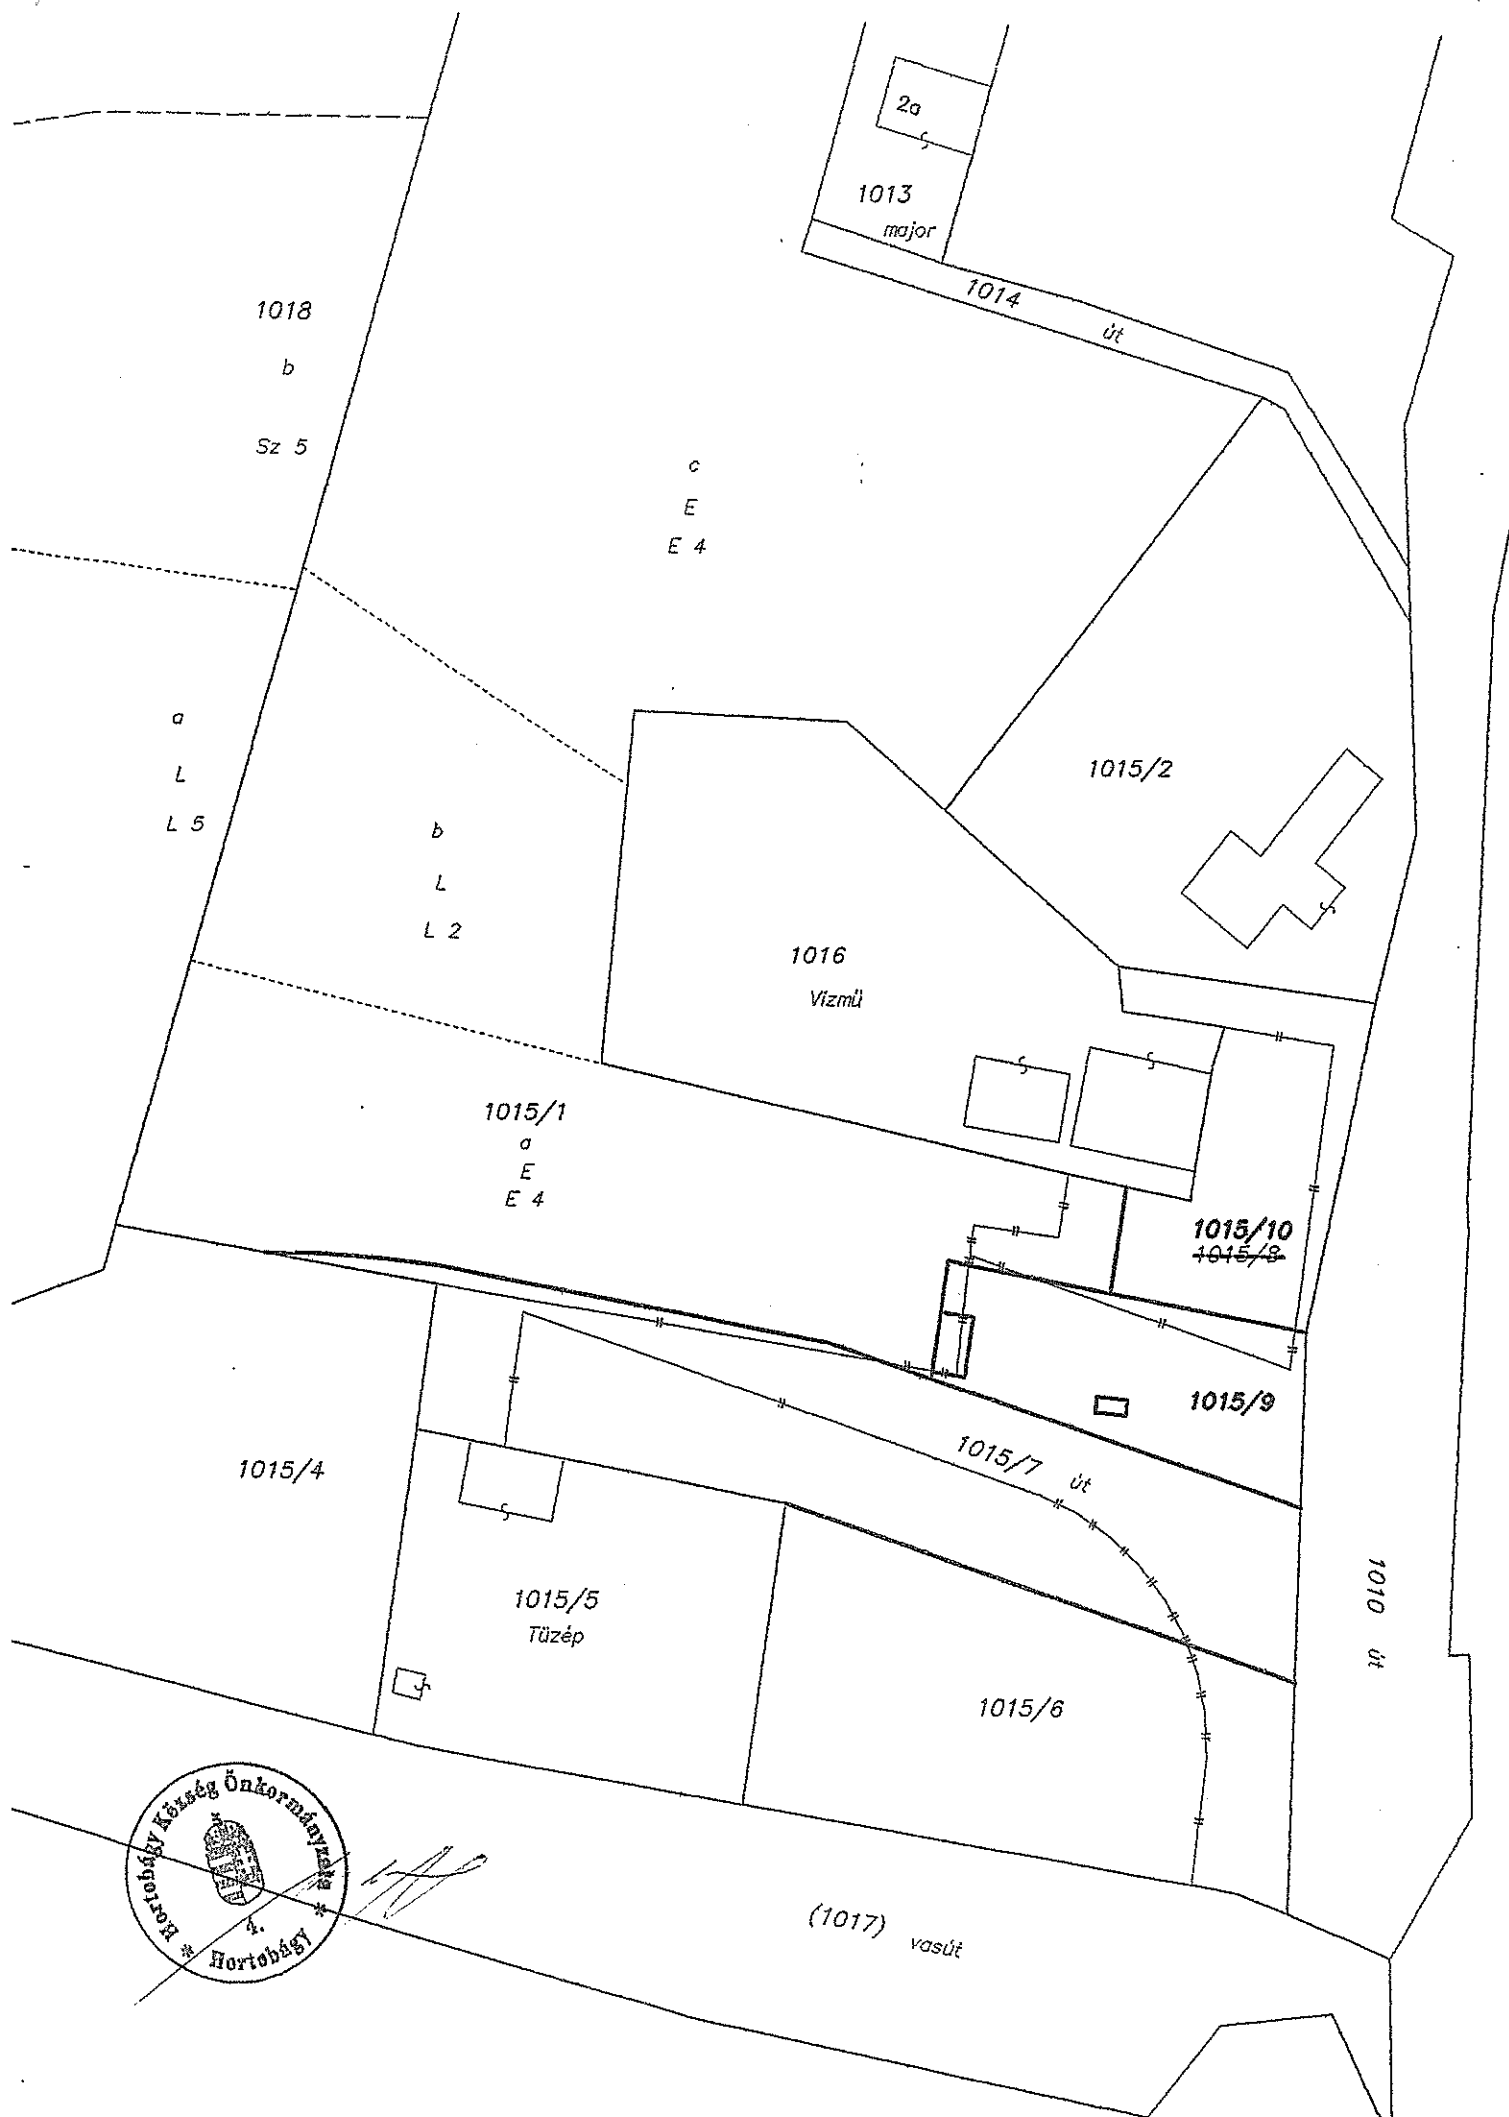 2a
1013
major
1014
út
1018
b
Sz 5
c
E
E 4
a
L
L 5
b
L
L 2
1015/2
1016
Vízmű
1015/1
a
E
E 4
1015/10
1015/8
1015/9
1015/7 út
1015/4
1015/5
Tüzép
1015/6
1010 út
(1017) vasút
Hortobágy Község Önkormányzata
4.
* Hortobágy *